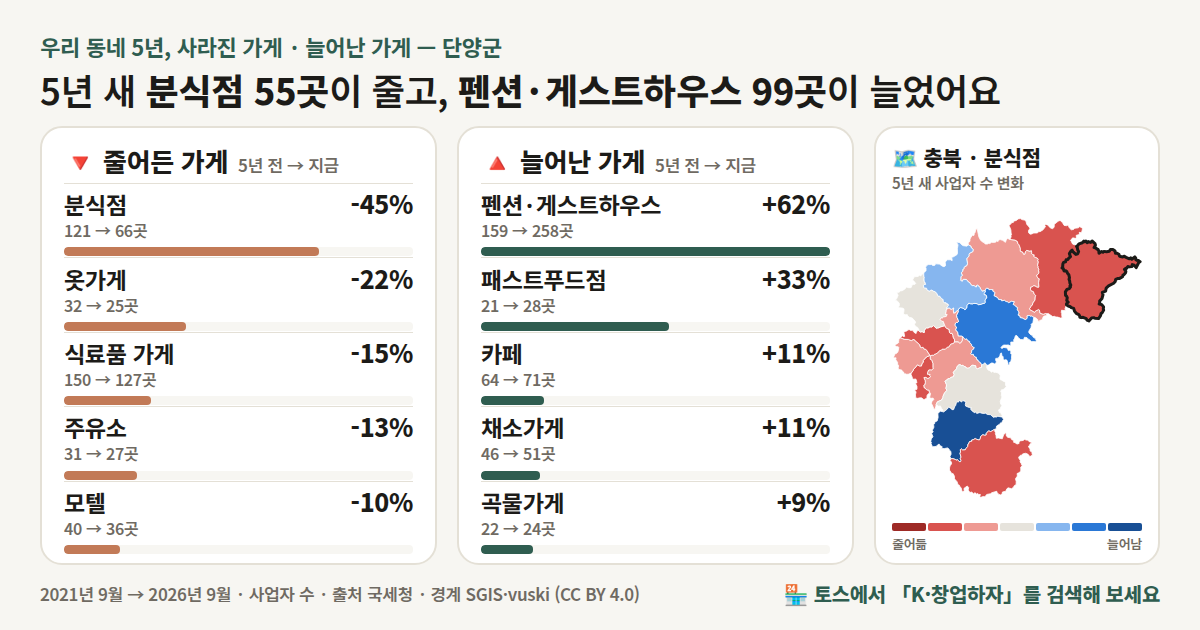 우리 동네 5년, 사라진 가게 · 늘어난 가게 — 단양군
5년 새 분식점 55곳이 줄고, 펜션·게스트하우스 99곳이 늘었어요
줄어든 가게 5년 전 → 지금
분식점 -45%
121 → 66곳
옷가게 -22%
32 → 25곳
식료품 가게 -15%
150 → 127곳
주유소 -13%
31 → 27곳
모텔 -10%
40 → 36곳
늘어난 가게 5년 전 → 지금
펜션·게스트하우스 +62%
159 → 258곳
패스트푸드점 +33%
21 → 28곳
카페 +11%
64 → 71곳
채소가게 +11%
46 → 51곳
곡물가게 +9%
22 → 24곳
충북 · 분식점
5년 새 사업자 수 변화
줄어듦 늘어남
2021년 9월 → 2026년 9월 · 사업자 수 · 출처 국세청 · 경계 SGIS·vuski (CC BY 4.0)
토스에서 「K·창업하자」를 검색해 보세요